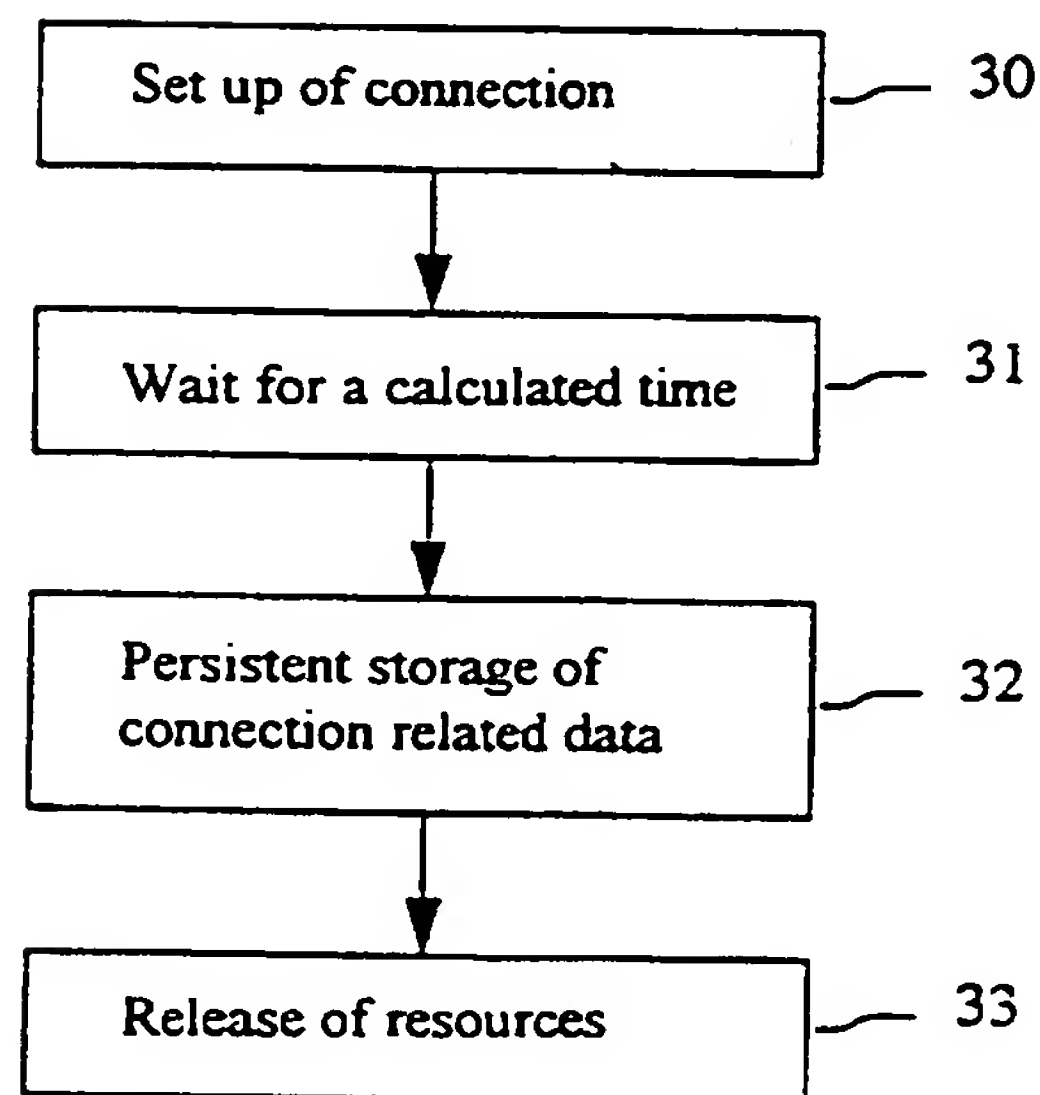 Set up of connection
30
Wait for a calculated time
31
Persistent storage of
connection related data
32
Release of resources
33